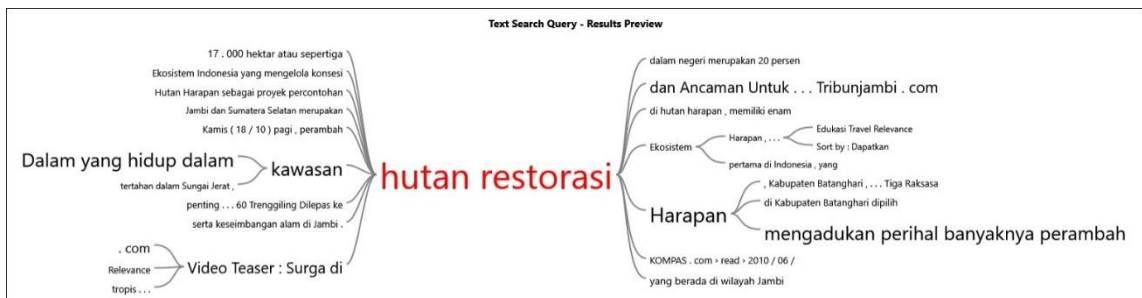 Text Search Query - Results Preview
17 . 000 hektar atau sepertiga
Ekosistem Indonesia yang mengelola konsesi
Hutan Harapan sebagai proyek percontohan
Jambi dan Sumatera Selatan merupakan
Kamis ( 18 / 10 ) pagi , perambah
Dalam yang hidup dalam
tertahan dalam Sungai Jerat ,
kawasan
penting . . . 60 Trenggiling Dilepas ke
serta keseimbangan alam di Jambi .
. com
Relevance
tropis . . .
Video Teaser : Surga di
hutan restorasi
dalam negeri merupakan 20 persen
dan Ancaman Untuk . . . Tribunjambi . com
di hutan harapan , memiliki enam
Ekosistem
Harapan , . . .
Edukasi Travel Relevance
Sort by : Dapatkan
pertama di Indonesia , yang
Harapan
, Kabupaten Batanghari , . . . Tiga Raksasa
di Kabupaten Batanghari dipilih
mengadukan perihal banyaknya perambah
KOMPAS . com › read › 2010 / 06 /
yang berada di wilayah Jambi